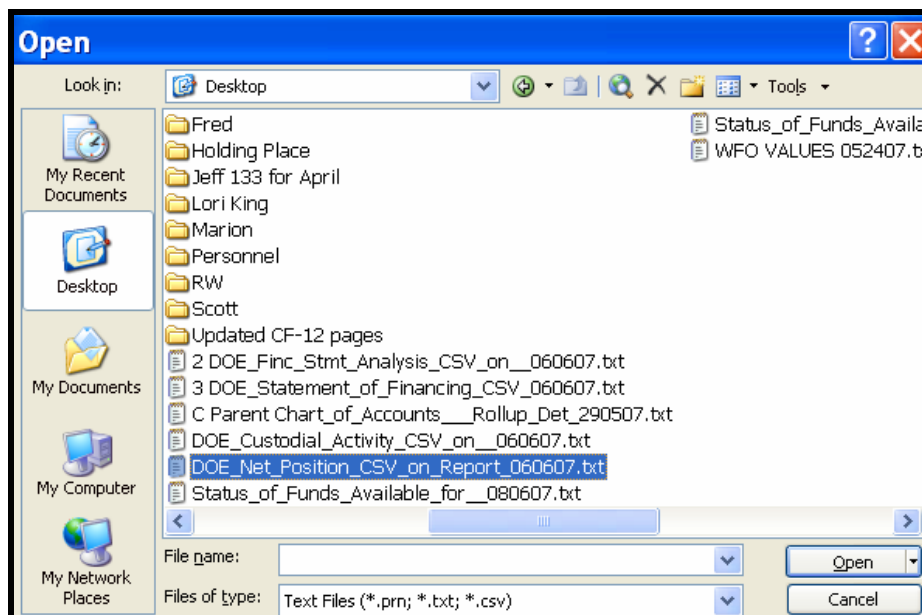 Open
Look in:
Desktop
Tools
My Recent
Documents
Desktop
My Documents
My Computer
My Network
Places
Fred
Holding Place
Jeff 133 for April
Lori King
Marion
Personnel
RW
Scott
Updated CF-12 pages
2 DOE_Finc_Stmt_Analysis_CSV_on__060607.txt
3 DOE_Statement_of_Financing_CSV_060607.txt
C Parent Chart_of_Accounts___Rollup_Det_290507.txt
DOE_Custodial_Activity_CSV_on__060607.txt
DOE_Net_Position_CSV_on_Report_060607.txt
Status_of_Funds_Available_for__080607.txt
Status_of_Funds_Availa
WFO VALUES 052407.t
File name:
Open
Files of type:
Text Files (*.prn; *.txt; *.csv)
Cancel